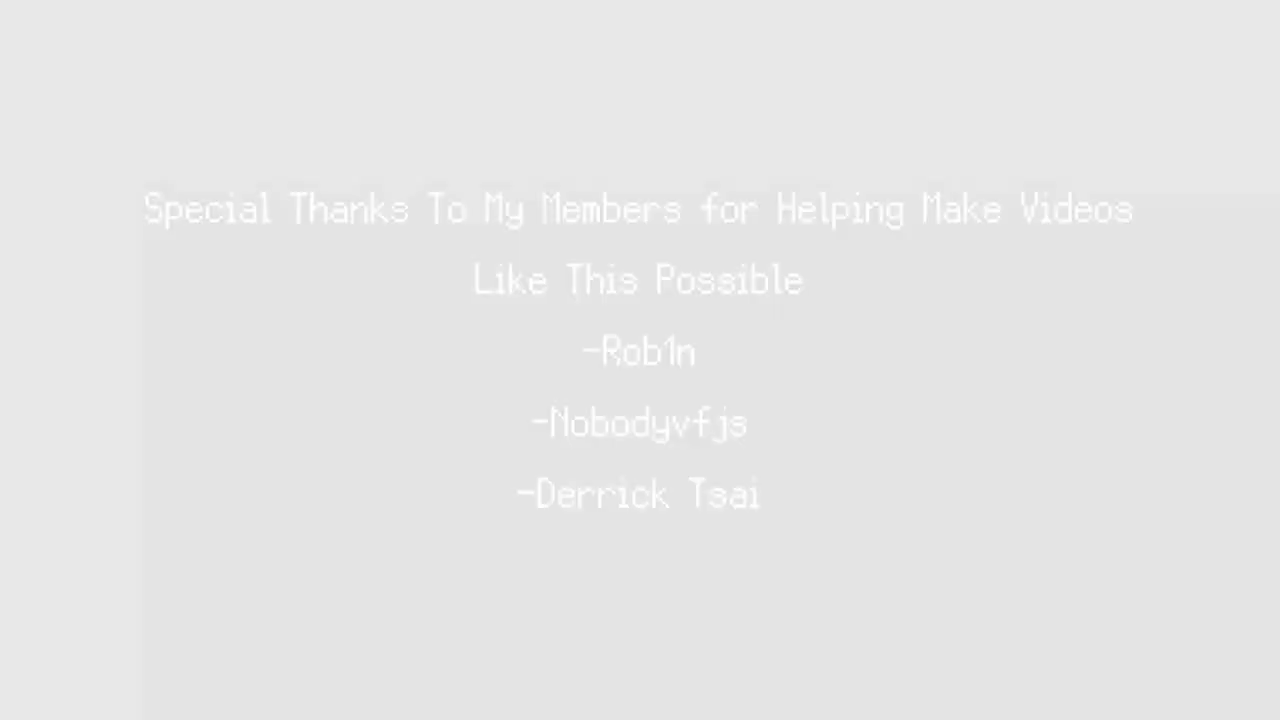 Special Thanks To My Members for Helping Make Videos
Like This Possible
-Rob1n
-Nobodyvfjs
-Derrick Tsai